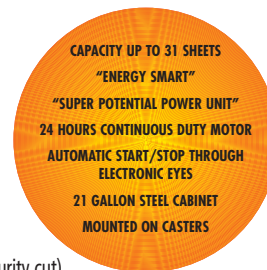 CAPACITY UP TO 31 SHEETS
“ENERGY SMART”
“SUPER POTENTIAL POWER UNIT”
24 HOURS CONTINUOUS DUTY MOTOR
AUTOMATIC START/STOP THROUGH
ELECTRONIC EYES
21 GALLON STEEL CABINET
MOUNTED ON CASTERS
cut)